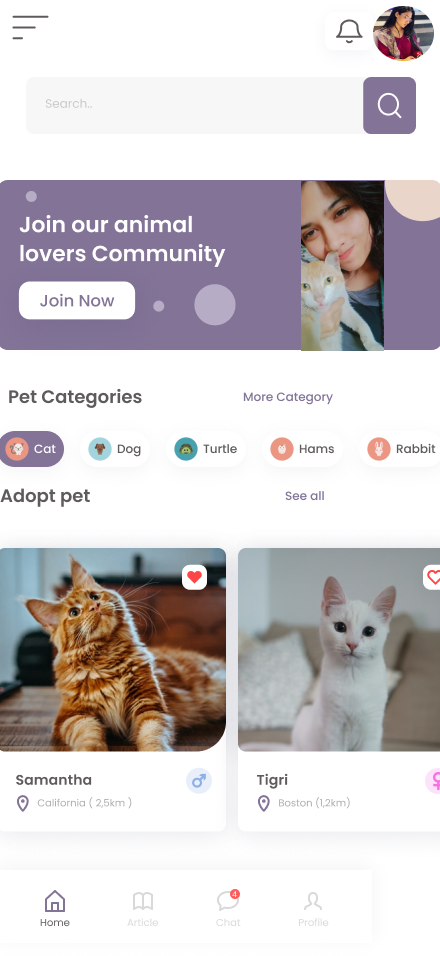 Search..
Join our animal
lovers Community
Join Now
Pet Categories
More Category
Cat
Dog
Turtle
Hams
Rabbit
Adopt pet
See all
Samantha
California ( 2,5km )
Tigri
Boston (1,2km)
4
Home
Article
Chat
Profile